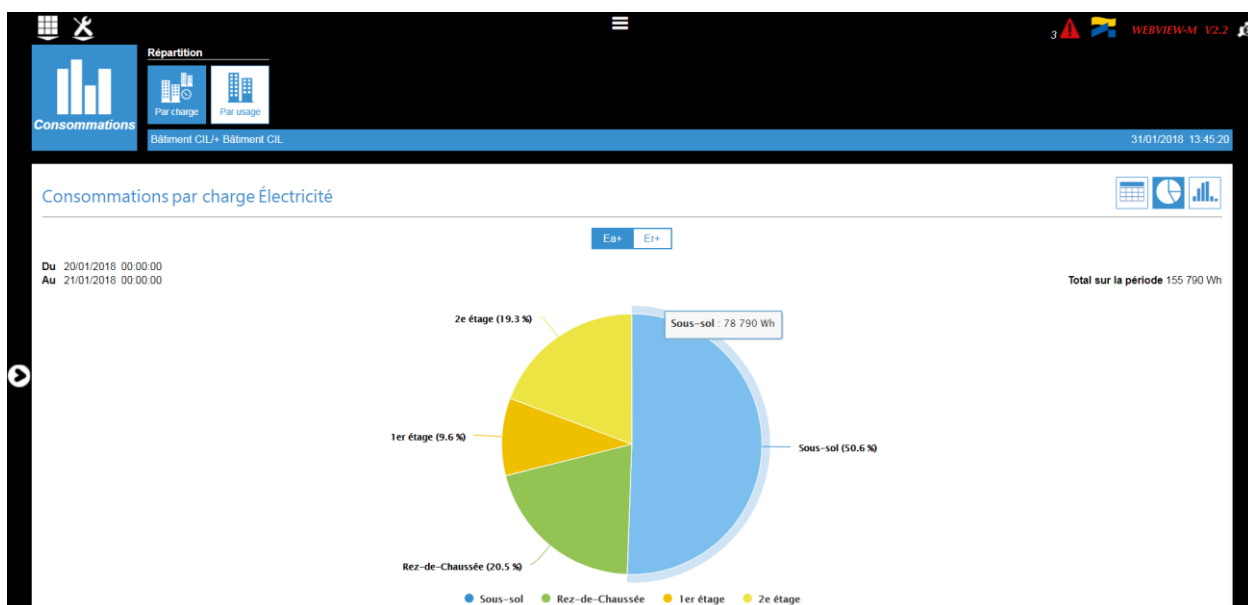 3 WEBVIEW-M V2.2
Répartition
Par charge Par usage
Consommations
Bâtiment CIL/+ Bâtiment CIL 31/01/2018 13:45:20
Consommations par charge Électricité
Ea+ Er+
Du 20/01/2018 00:00:00
Au 21/01/2018 00:00:00
Total sur la période 155 790 Wh
2e étage (19.3 %)
Sous-sol : 78 790 Wh
1er étage (9.6 %)
Sous-sol (50.6 %)
Rez-de-Chaussée (20.5 %)
Sous-sol Rez-de-Chaussée 1er étage 2e étage